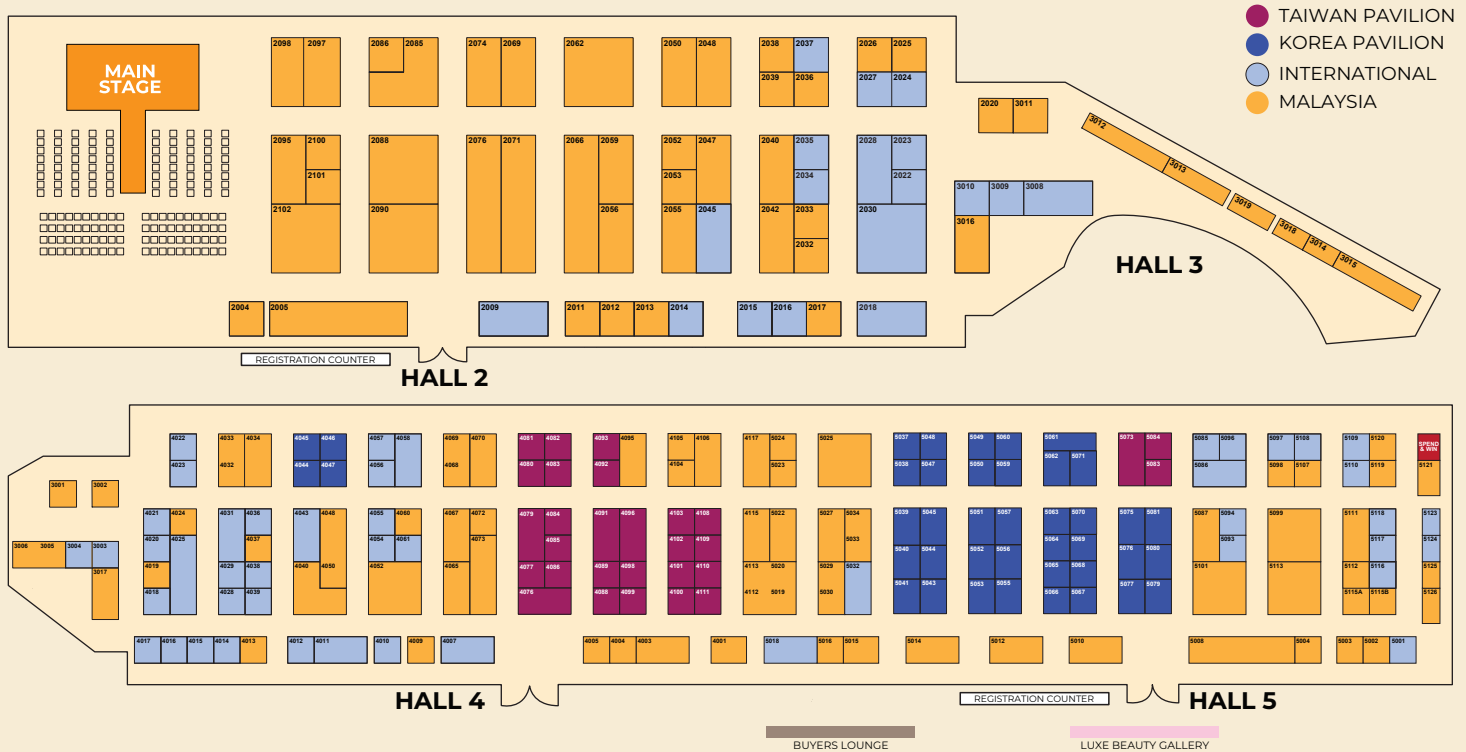 TAIWAN PAVILION
KOREA PAVILION
INTERNATIONAL
MALAYSIA
MAIN
STAGE
2098 2097 2086 2085 2074 2069 2062 2050 2048 2038 2037 2026 2025
2039 2036 2027 2024
2020 3011
3012
3013
3019
3018
3014
3015
2095 2100 2088 2076 2071 2066 2059 2052 2047 2040 2035 2028 2023
2101 2053 2034 2022
3010 3009 3008
2102 2090 2056 2055 2045 2042 2033 2030
3016
2032
HALL 3
2004 2005 2009 2011 2012 2013 2014 2015 2016 2017 2018
REGISTRATION COUNTER
HALL 2
4022 4033 4034 4045 4046 4057 4058 4069 4070 4081 4082 4093 4095 4105 4106 4117 5024 5025 5037 5048 5049 5060 5061 5073 5084 5085 5096 5097 5108 5109 5120 SPEND
& WIN
4023 4032 4044 4047 4056 4068 4080 4083 4092 4104 5023 5038 5047 5050 5059 5062 5071 5083 5086 5098 5107 5110 5119 5121
3001 3002
4021 4024 4031 4036 4043 4048 4055 4060 4067 4072 4079 4084 4091 4096 4103 4108 4115 5022 5027 5034 5039 5045 5051 5057 5063 5070 5075 5081 5087 5094 5099 5111 5118 5123
4020 4025 4037 4054 4061 4073 4085 4102 4109 5033 5040 5044 5052 5056 5064 5069 5076 5080 5093 5117 5124
3006 3005 3004 3003
4019 4029 4038 4040 4050 4052 4065 4077 4086 4089 4098 4101 4110 4113 5020 5029 5032 5065 5068 5101 5113 5112 5116 5125
3017
4018 4028 4039 4076 4088 4099 4100 4111 4112 5019 5030 5041 5043 5053 5055 5066 5067 5077 5079 5115A 5115B 5126
4017 4016 4015 4014 4013 4012 4011 4010 4009 4007 4005 4004 4003 4001 5018 5016 5015 5014 5012 5010 5008 5004 5003 5002 5001
HALL 4
REGISTRATION COUNTER
HALL 5
BUYERS LOUNGE
LUXE BEAUTY GALLERY